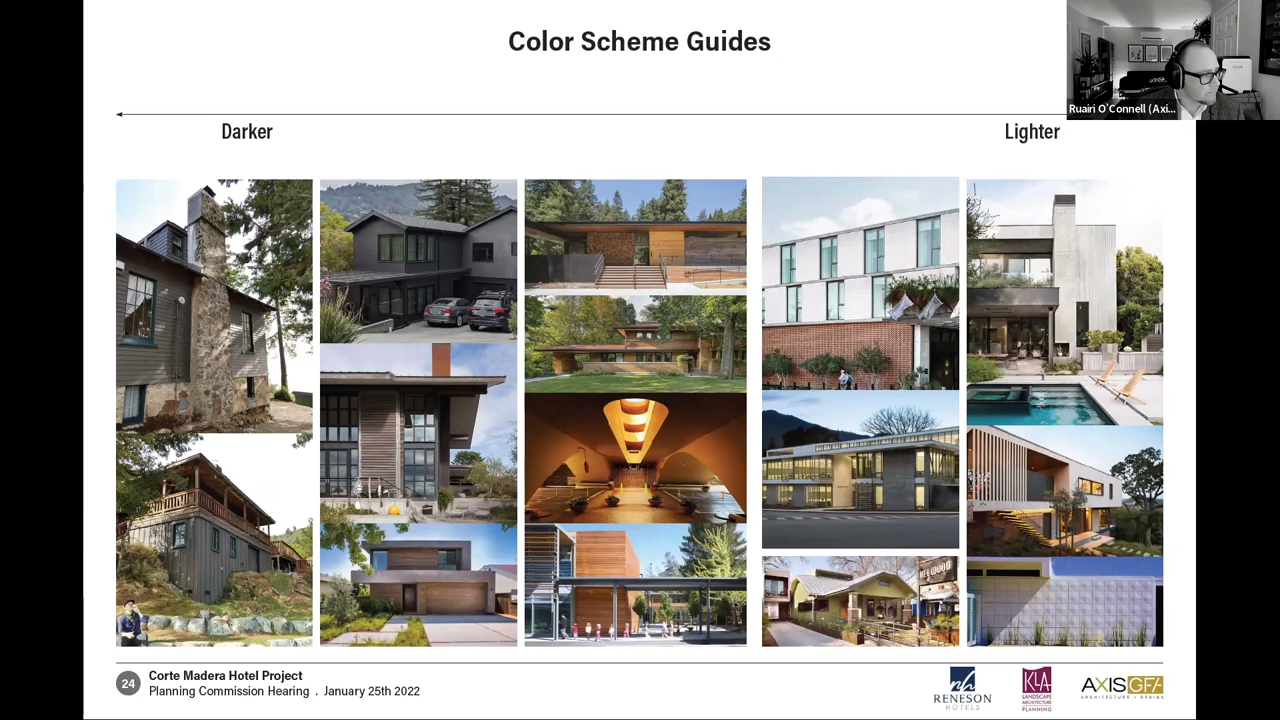 Color Scheme Guides
Ruairi O'Connell (Axi...
Darker
Lighter
24
Corte Madera Hotel Project
Planning Commission Hearing . January 25th 2022
rh
RENESON
HOTELS
KLA
LANDSCAPE
ARCHITECTURE
PLANNING
AXISGFA
ARCHITECTURE + DESIGN